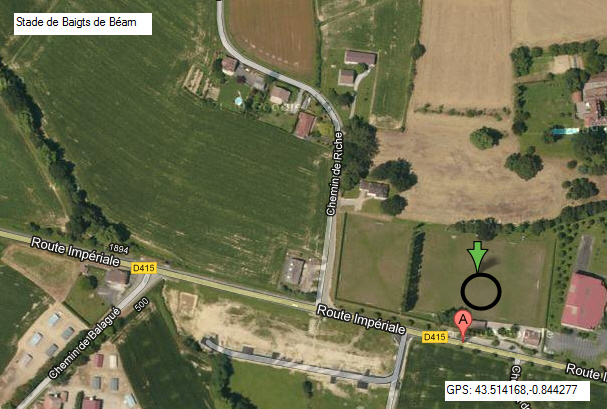 Stade de Baigts de Béarn
Chemin de Riche
1894
Route Impériale
D415
500
Chemin de Balagué
Route Impériale
D415
A
Route I
Ch
GPS: 43.514168,-0.844277